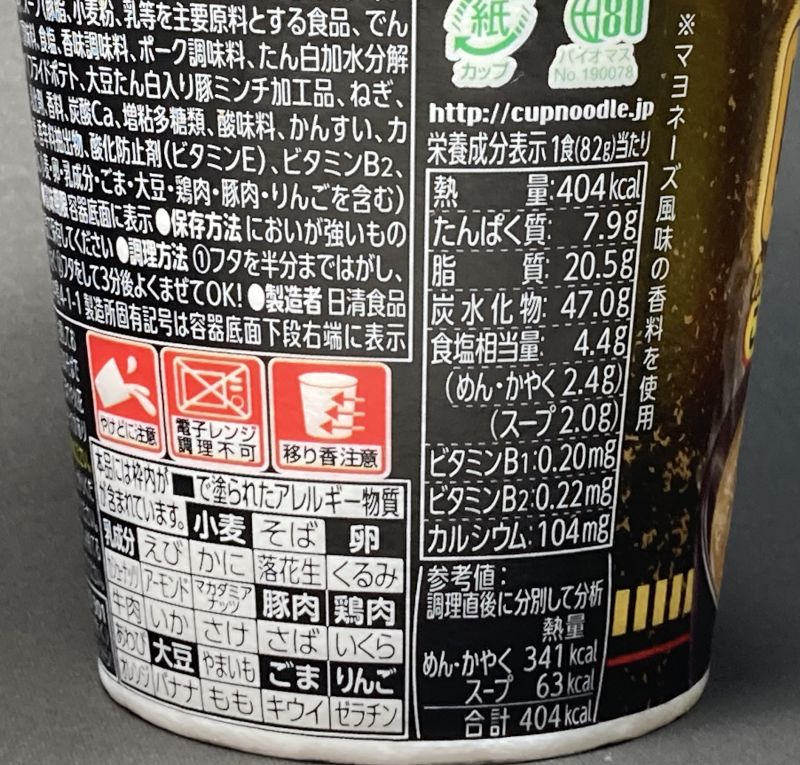 豚脂、小麦粉、乳等を主要原料とする食品、でん
食塩、香味調味料、ポーク調味料、たん白加水分解
フライドポテト、大豆たん白入り豚ミンチ加工品、ねぎ、
香料、炭酸Ca、増粘多糖類、酸味料、かんすい、カ
香辛料抽出物、酸化防止剤(ビタミンE)、ビタミンB2、
卵・乳成分・ごま・大豆・鶏肉・豚肉・りんごを含む)
容器底面に表示●保存方法 においが強いもの
ください●調理方法 ①フタを半分まではがし、
フタをして3分後よくまぜてOK!●製造者 日清食品
4-1-1 製造所固有記号は容器底面下段右端に表示
やけどに注意
電子レンジ
調理不可
移り香注意
本品には枠内が■で塗られたアレルギー物質
が含まれています。
小麦 そば 卵
乳成分 えび かに 落花生 くるみ
アーモンド マカダミアナッツ 豚肉 鶏肉
牛肉 いか さけ さば いくら
あわび 大豆 やまいも ごま りんご
オレンジ バナナ もも キウイ ゼラチン
紙
カップ
80
バイオマス
No.190078
http://cupnoodle.jp
栄養成分表示 1食(82g)当たり
熱量:404kcal
たんぱく質: 7.9g
脂質: 20.5g
炭水化物: 47.0g
食塩相当量: 4.4g
(めん・かやく 2.4g)
(スープ 2.0g)
ビタミンB1:0.20mg
ビタミンB2:0.22mg
カルシウム:104mg
参考値:
調理直後に分別して分析
熱量
めん・かやく 341kcal
スープ 63kcal
合計 404kcal
※マヨネーズ風味の香料を使用